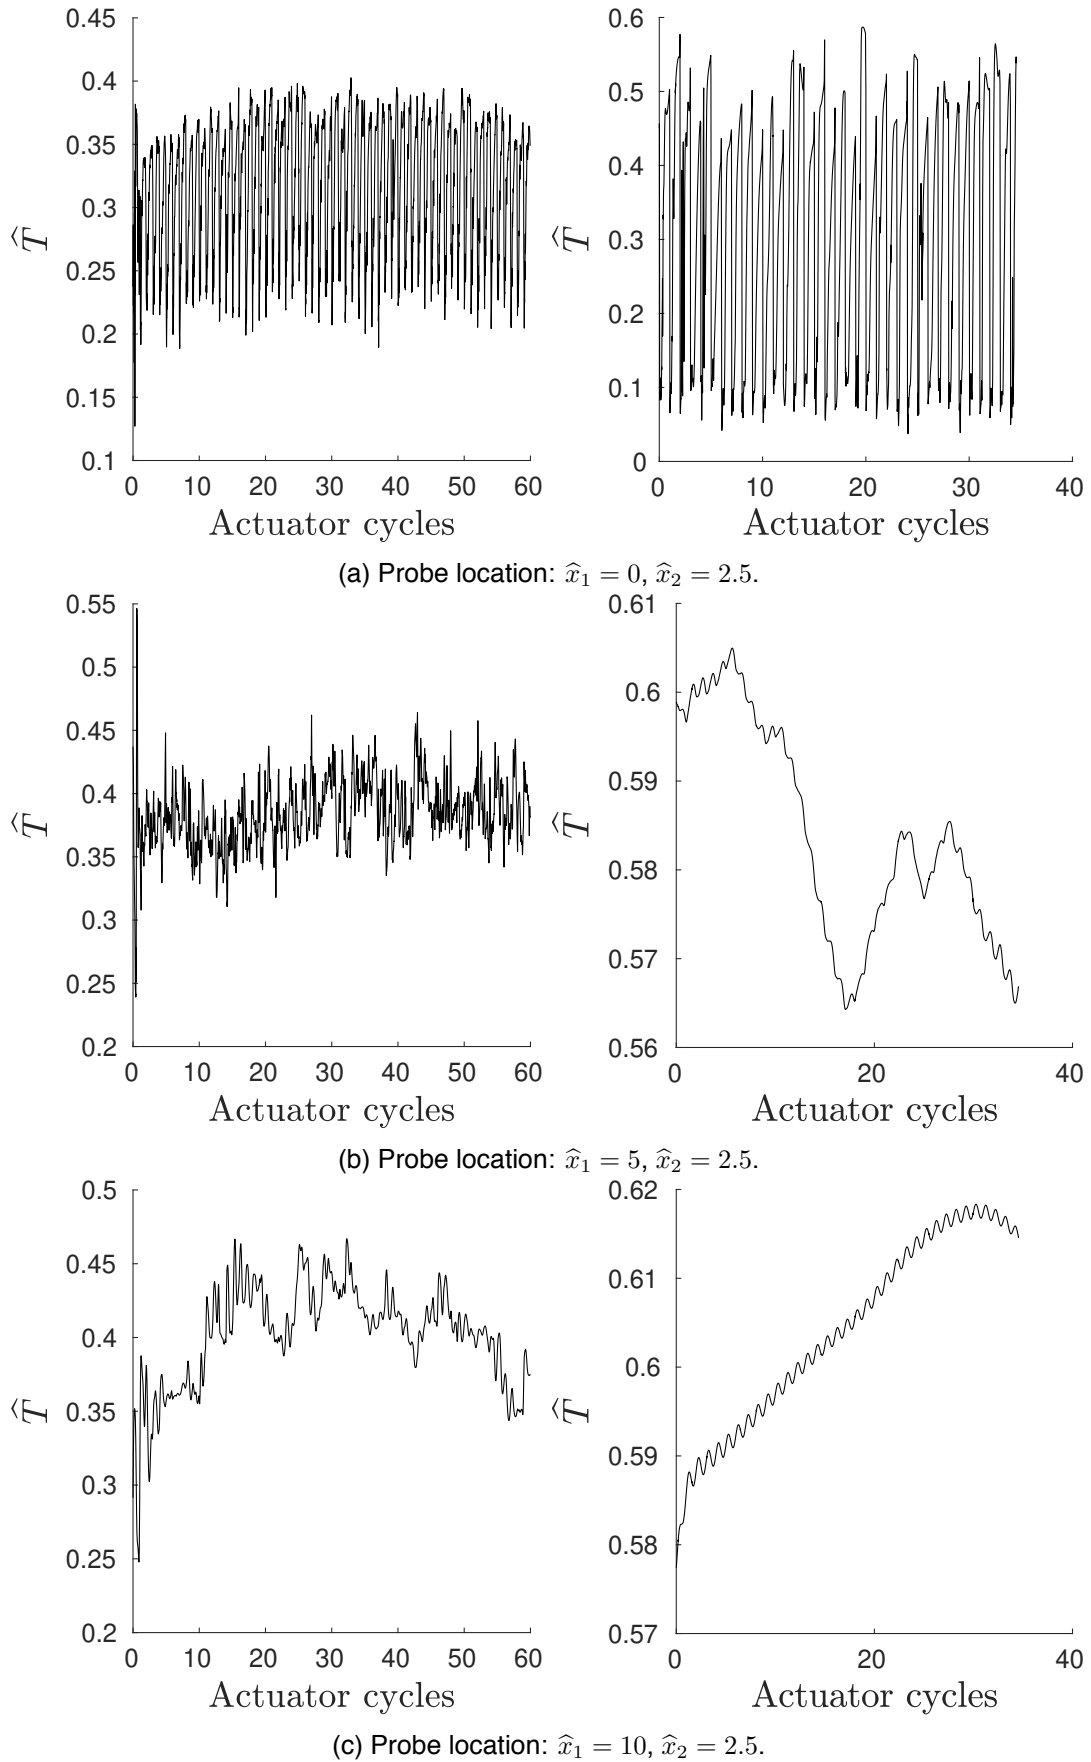 0.45
0.4
0.35
0.3
0.25
0.2
0.15
0.1
T̂
0 10 20 30 40 50 60
Actuator cycles
0.6
0.5
0.4
0.3
0.2
0.1
0
T̂
0 10 20 30 40
Actuator cycles
(a) Probe location: x̂₁ = 0, x̂₂ = 2.5.
0.55
0.5
0.45
0.4
0.35
0.3
0.25
0.2
T̂
0 10 20 30 40 50 60
Actuator cycles
0.61
0.6
0.59
0.58
0.57
0.56
T̂
0 20 40
Actuator cycles
(b) Probe location: x̂₁ = 5, x̂₂ = 2.5.
0.5
0.45
0.4
0.35
0.3
0.25
0.2
T̂
0 10 20 30 40 50 60
Actuator cycles
0.62
0.61
0.6
0.59
0.58
0.57
T̂
0 20 40
Actuator cycles
(c) Probe location: x̂₁ = 10, x̂₂ = 2.5.